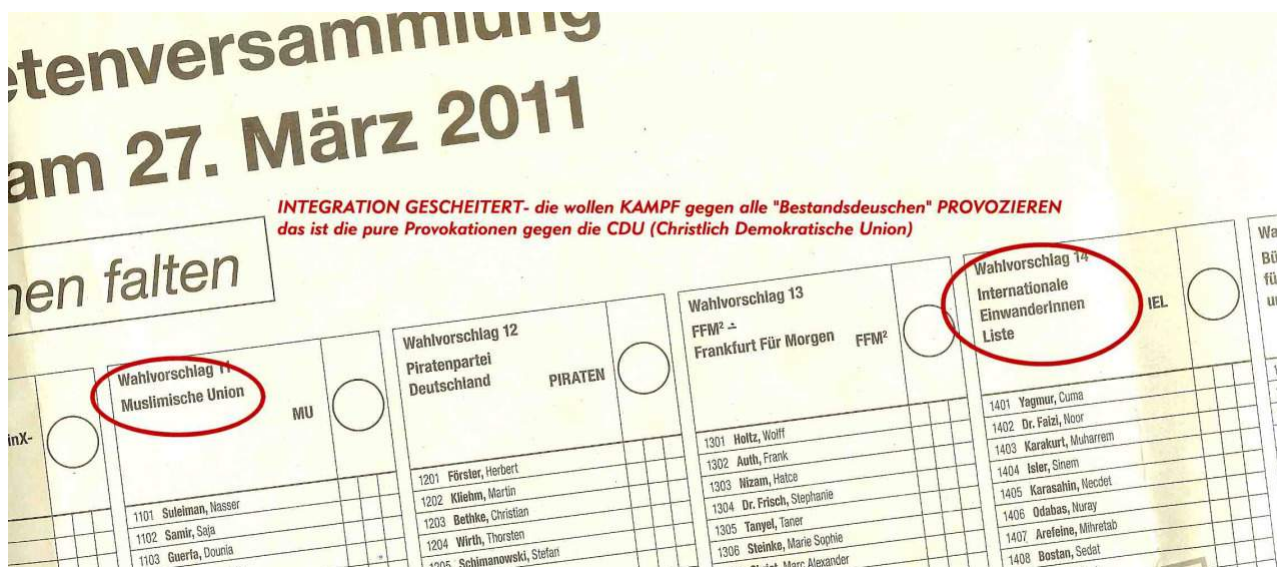 etenversammlung
am 27. März 2011
INTEGRATION GESCHEITERT- die wollen KAMPF gegen alle "Bestandsdeuschen" PROVOZIEREN
das ist die pure Provokationen gegen die CDU (Christlich Demokratische Union)
nen falten
inX-
Wahlvorschlag 11
Muslimische Union
MU
1101 Suleiman, Nasser
1102 Samir, Saja
1103 Guerfa, Dounia
Wahlvorschlag 12
Piratenpartei
Deutschland PIRATEN
1201 Förster, Herbert
1202 Kliehm, Martin
1203 Bethke, Christian
1204 Wirth, Thorsten
1205 Schimanowski, Stefan
Wahlvorschlag 13
FFM² -
Frankfurt Für Morgen FFM²
1301 Holtz, Wolff
1302 Auth, Frank
1303 Nizam, Hatce
1304 Dr. Frisch, Stephanie
1305 Tanyel, Taner
1306 Steinke, Marie Sophie
Marc Alexander
Wahlvorschlag 14
Internationale
EinwanderInnen IEL
Liste
1401 Yagmur, Cuma
1402 Dr. Faizi, Noor
1403 Karakurt, Muharrem
1404 Isler, Sinem
1405 Karasahin, Necdet
1406 Odabas, Nuray
1407 Arefeine, Mihretab
1408 Bostan, Sedat
Wa
Bü
fü
u